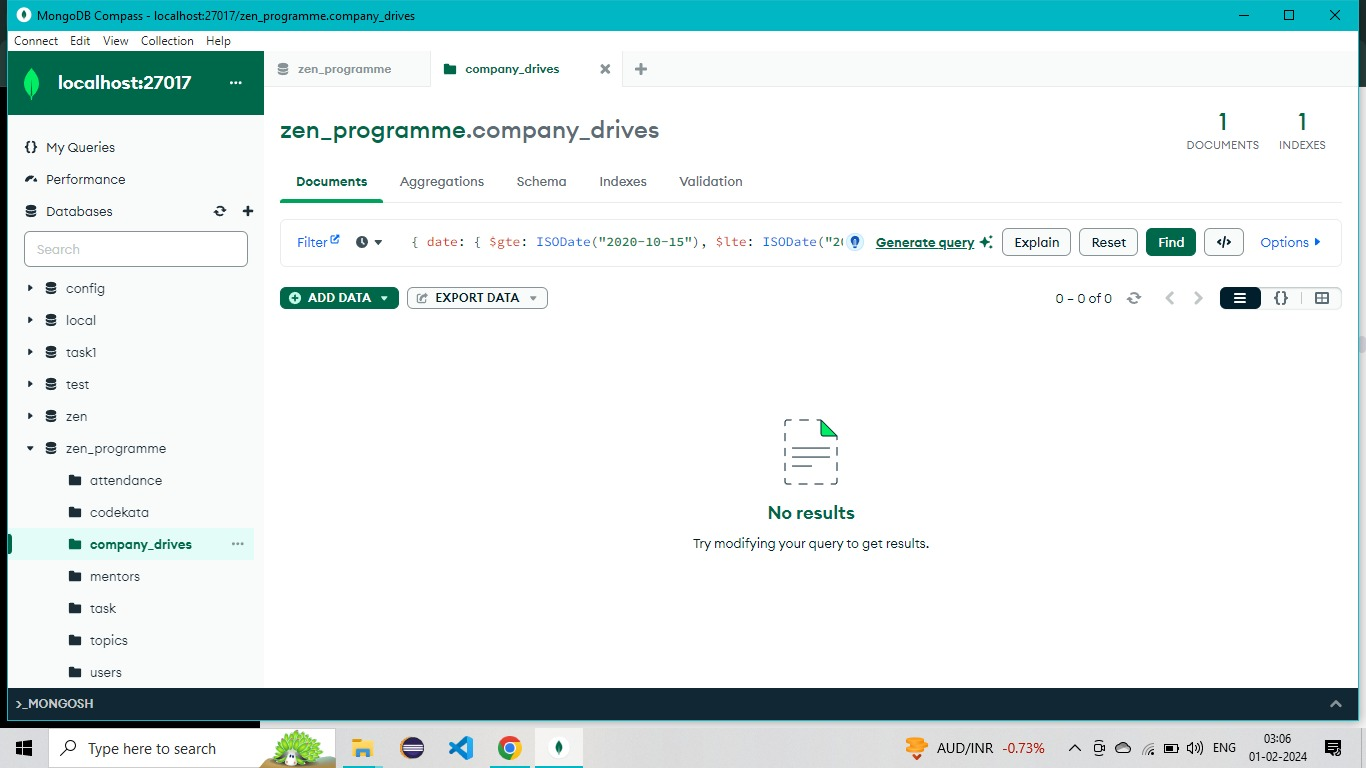 MongoDB Compass - localhost:27017/zen_programme.company_drives
Connect Edit View Collection Help
localhost:27017
zen_programme
company_drives
zen_programme.company_drives
1
DOCUMENTS
1
INDEXES
My Queries
Performance
Databases
Search
config
local
task1
test
zen
zen_programme
attendance
codekata
company_drives
mentors
task
topics
users
Documents Aggregations Schema Indexes Validation
Filter
{ date: { $gte: ISODate("2020-10-15"), $lte: ISODate("20
Generate query
Explain
Reset
Find
</>
Options
ADD DATA
EXPORT DATA
0 – 0 of 0
{}
No results
Try modifying your query to get results.
>_MONGOSH
Type here to search
AUD/INR -0.73%
ENG
03:06
01-02-2024